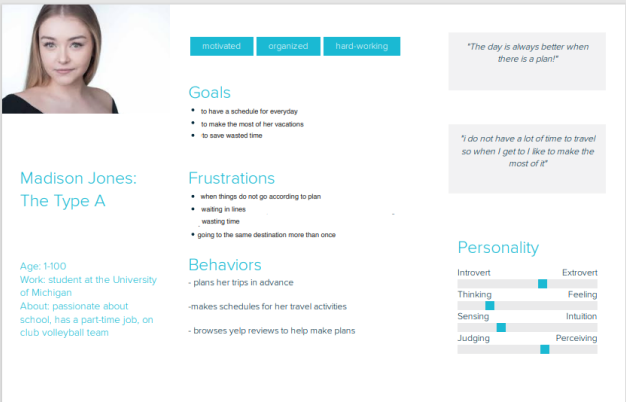 motivated
organized
hard-working
Goals
to have a schedule for everyday
to make the most of her vacations
to save wasted time
Madison Jones:
The Type A
Frustrations
when things do not go according to plan
waiting in lines
wasting time
going to the same destination more than once
Age: 1-100
Work: student at the University
of Michigan
About: passionate about
school, has a part-time job, on
club volleyball team
Behaviors
- plans her trips in advance
-makes schedules for her travel activities
- browses yelp reviews to help make plans
"The day is always better when
there is a plan!"
"i do not have a lot of time to travel
so when I get to I like to make the
most of it"
Personality
Introvert Extrovert
Thinking Feeling
Sensing Intuition
Judging Perceiving